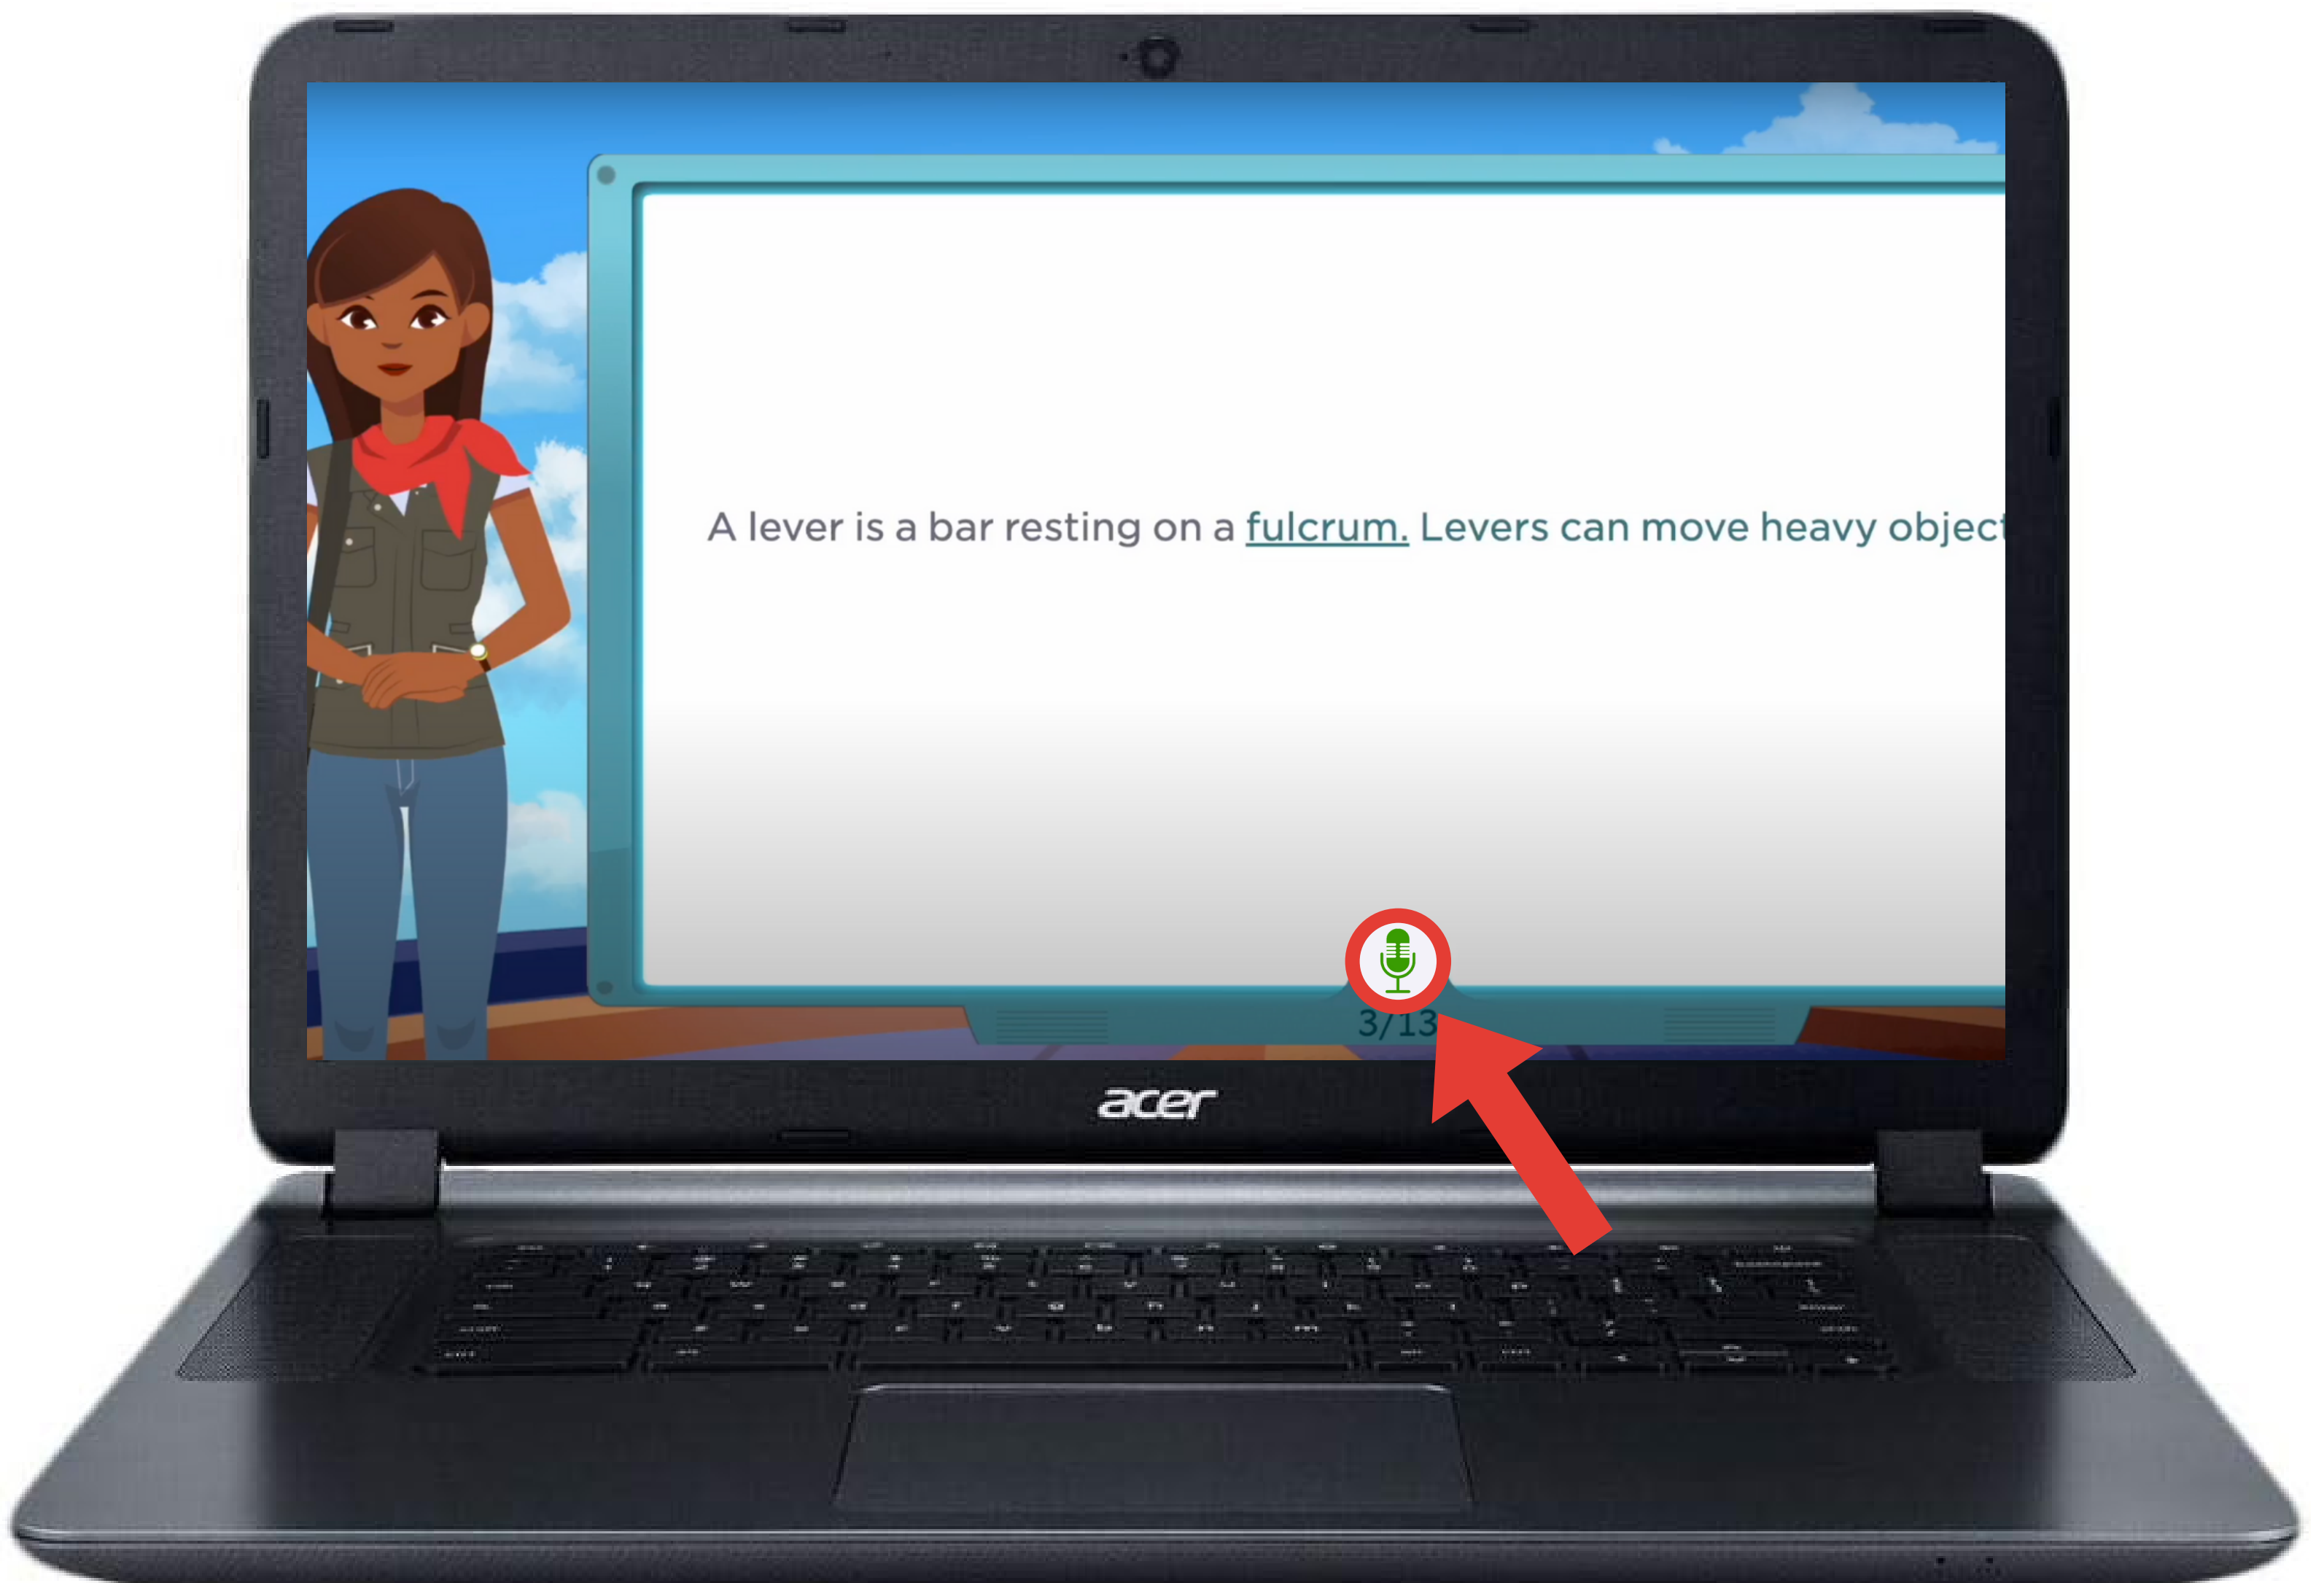 A lever is a bar resting on a fulcrum. Levers can move heavy object
3/13
acer